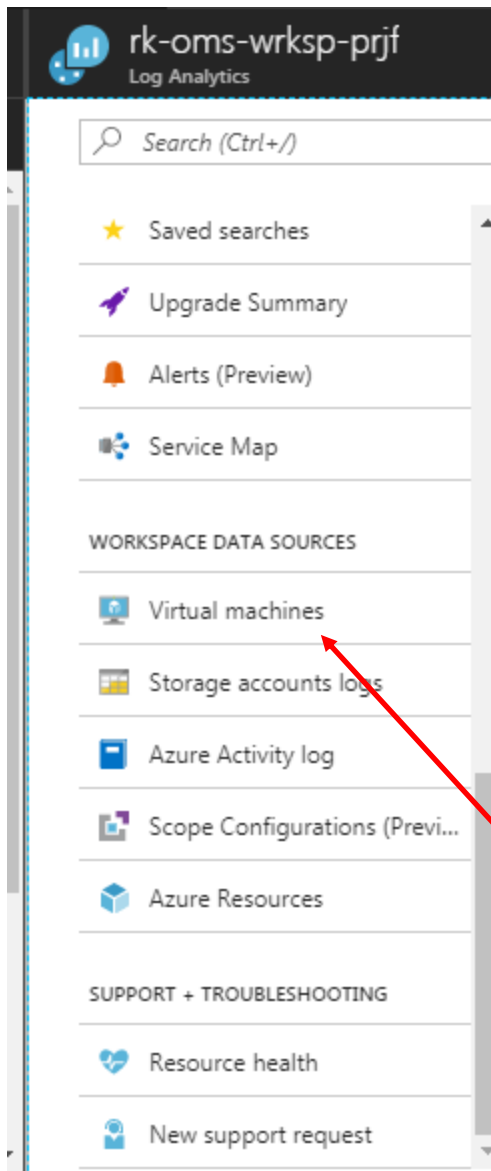 rk-oms-wrksp-prjf
Log Analytics
Search (Ctrl+/)
Saved searches
Upgrade Summary
Alerts (Preview)
Service Map
WORKSPACE DATA SOURCES
Virtual machines
Storage accounts logs
Azure Activity log
Scope Configurations (Previ...
Azure Resources
SUPPORT + TROUBLESHOOTING
Resource health
New support request